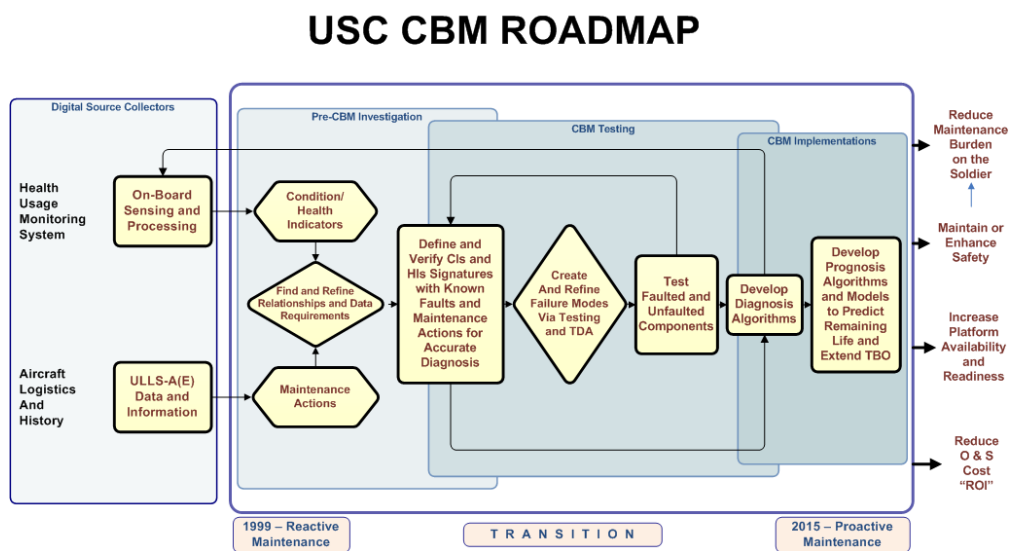 USC CBM ROADMAP
Digital Source Collectors
Pre-CBM Investigation
CBM Testing
CBM Implementations
Health
Usage
Monitoring
System
On-Board
Sensing and
Processing
Condition/
Health
Indicators
Find and Refine
Relationships and Data
Requirements
Aircraft
Logistics
And
History
ULLS-A(E)
Data and
Information
Maintenance
Actions
Define and
Verify CIs and
HIs Signatures
with Known
Faults and
Maintenance
Actions for
Accurate
Diagnosis
Create
And Refine
Failure Modes
Via Testing
and TDA
Test
Faulted and
Unfaulted
Components
Develop
Diagnosis
Algorithms
Develop
Prognosis
Algorithms
and Models
to Predict
Remaining
Life and
Extend TBO
Reduce
Maintenance
Burden
on the
Soldier
Maintain or
Enhance
Safety
Increase
Platform
Availability
and
Readiness
Reduce
O & S
Cost
“ROI”
1999 – Reactive
Maintenance
TRANSITION
2015 – Proactive
Maintenance